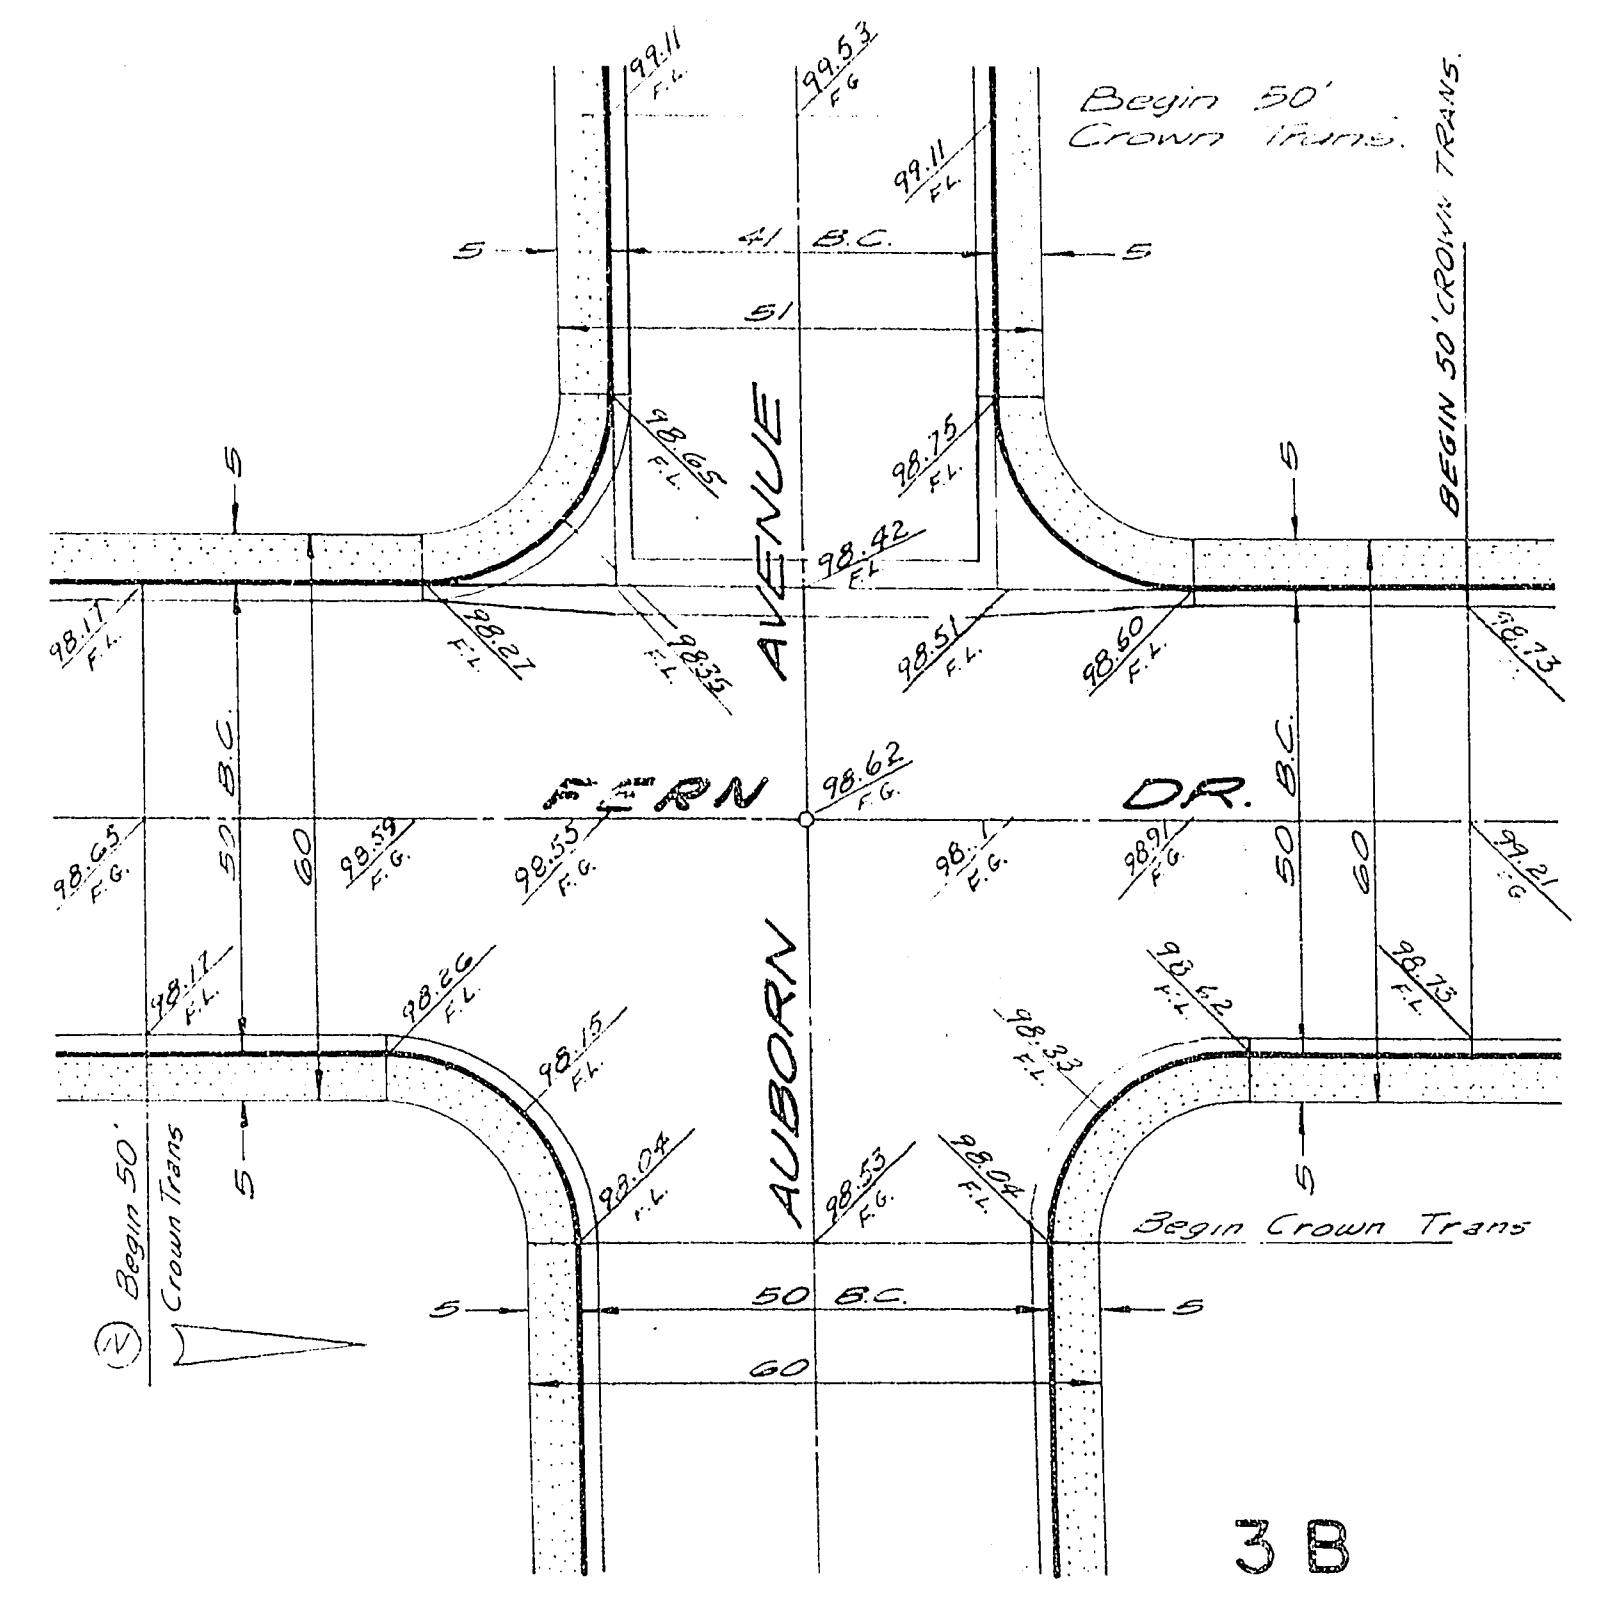 99.11
F.L.
99.53
F G
Begin 50'
Crown Trans.
BEGIN 50' CROWN TRANS.
99.11
F.L.
5
41 B.C.
5
51
98.65
F.L.
98.75
F.L.
AVENUE
5
5
98.42
F.L
98.17
F.L.
98.27
F.L.
98.35
F.L.
98.51
F.L.
98.60
F.L.
98.73
50 B.C.
60
FERN
98.62
F.G.
DR.
50 B.C.
60
98.65
F.G.
98.59
F.G.
98.55
F.G.
F.G.
98.91
F.G.
99.21
G
98.17
F.L.
98.26
F.L.
98.15
F.L.
AUBORN
98.33
F.L.
98.62
F.L.
98.73
F.L.
Begin 50'
Crown Trans
5
98.04
F.L.
98.53
F.G.
98.04
F.L.
5
Begin Crown Trans
5
50 B.C.
5
N
60
3B